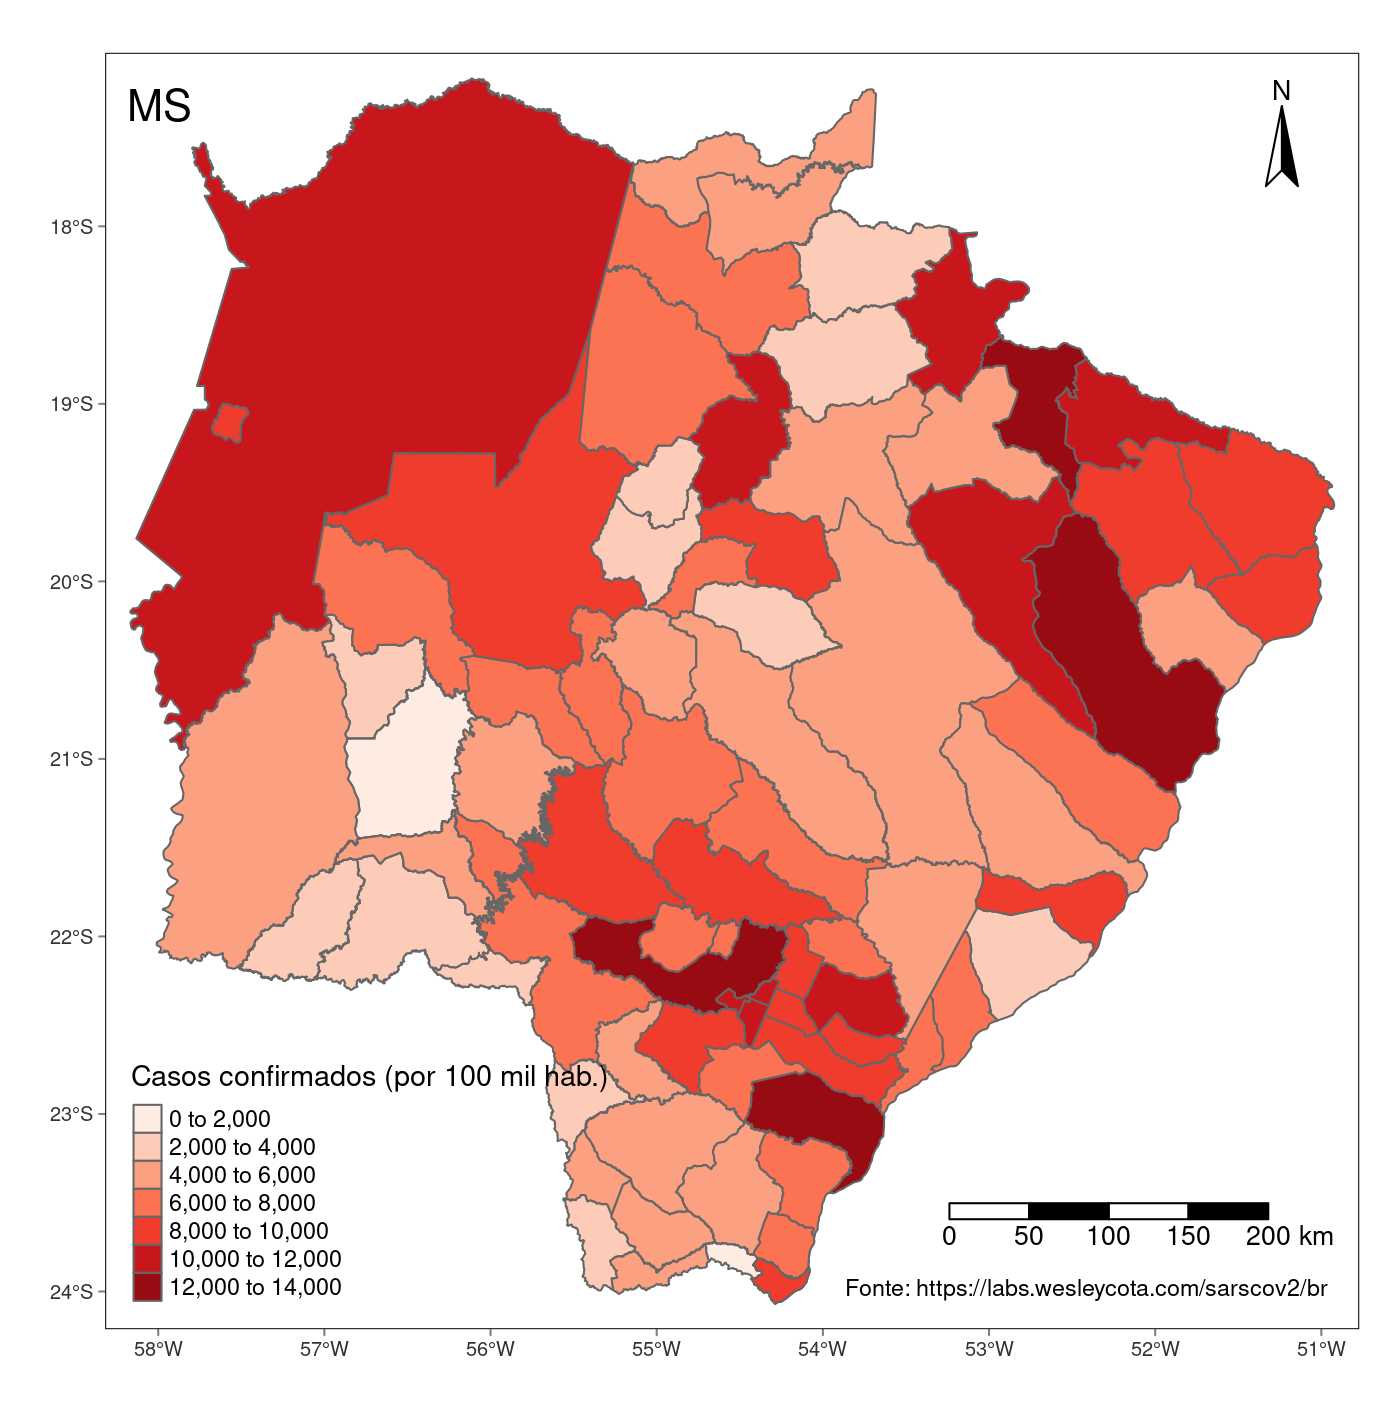 MS
N
18°S
19°S
20°S
21°S
22°S
23°S
24°S
Casos confirmados (por 100 mil hab.)
0 to 2,000
2,000 to 4,000
4,000 to 6,000
6,000 to 8,000
8,000 to 10,000
10,000 to 12,000
12,000 to 14,000
0 50 100 150 200 km
Fonte: https://labs.wesleycota.com/sarscov2/br
58°W 57°W 56°W 55°W 54°W 53°W 52°W 51°W